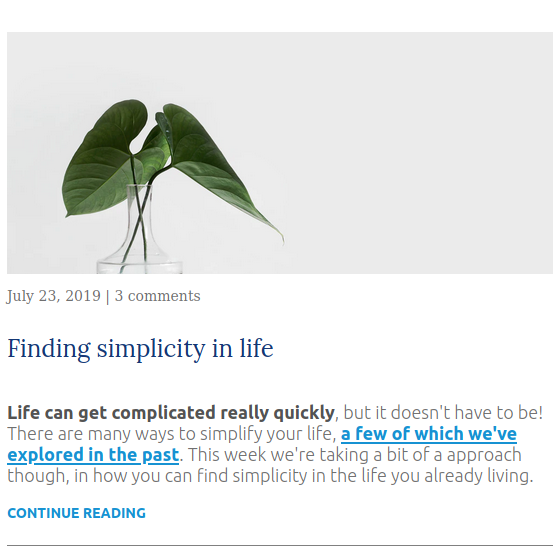 July 23, 2019 | 3 comments
Finding simplicity in life
Life can get complicated really quickly, but it doesn't have to be!
There are many ways to simplify your life, a few of which we've
explored in the past. This week we're taking a bit of a approach
though, in how you can find simplicity in the life you already living.
CONTINUE READING